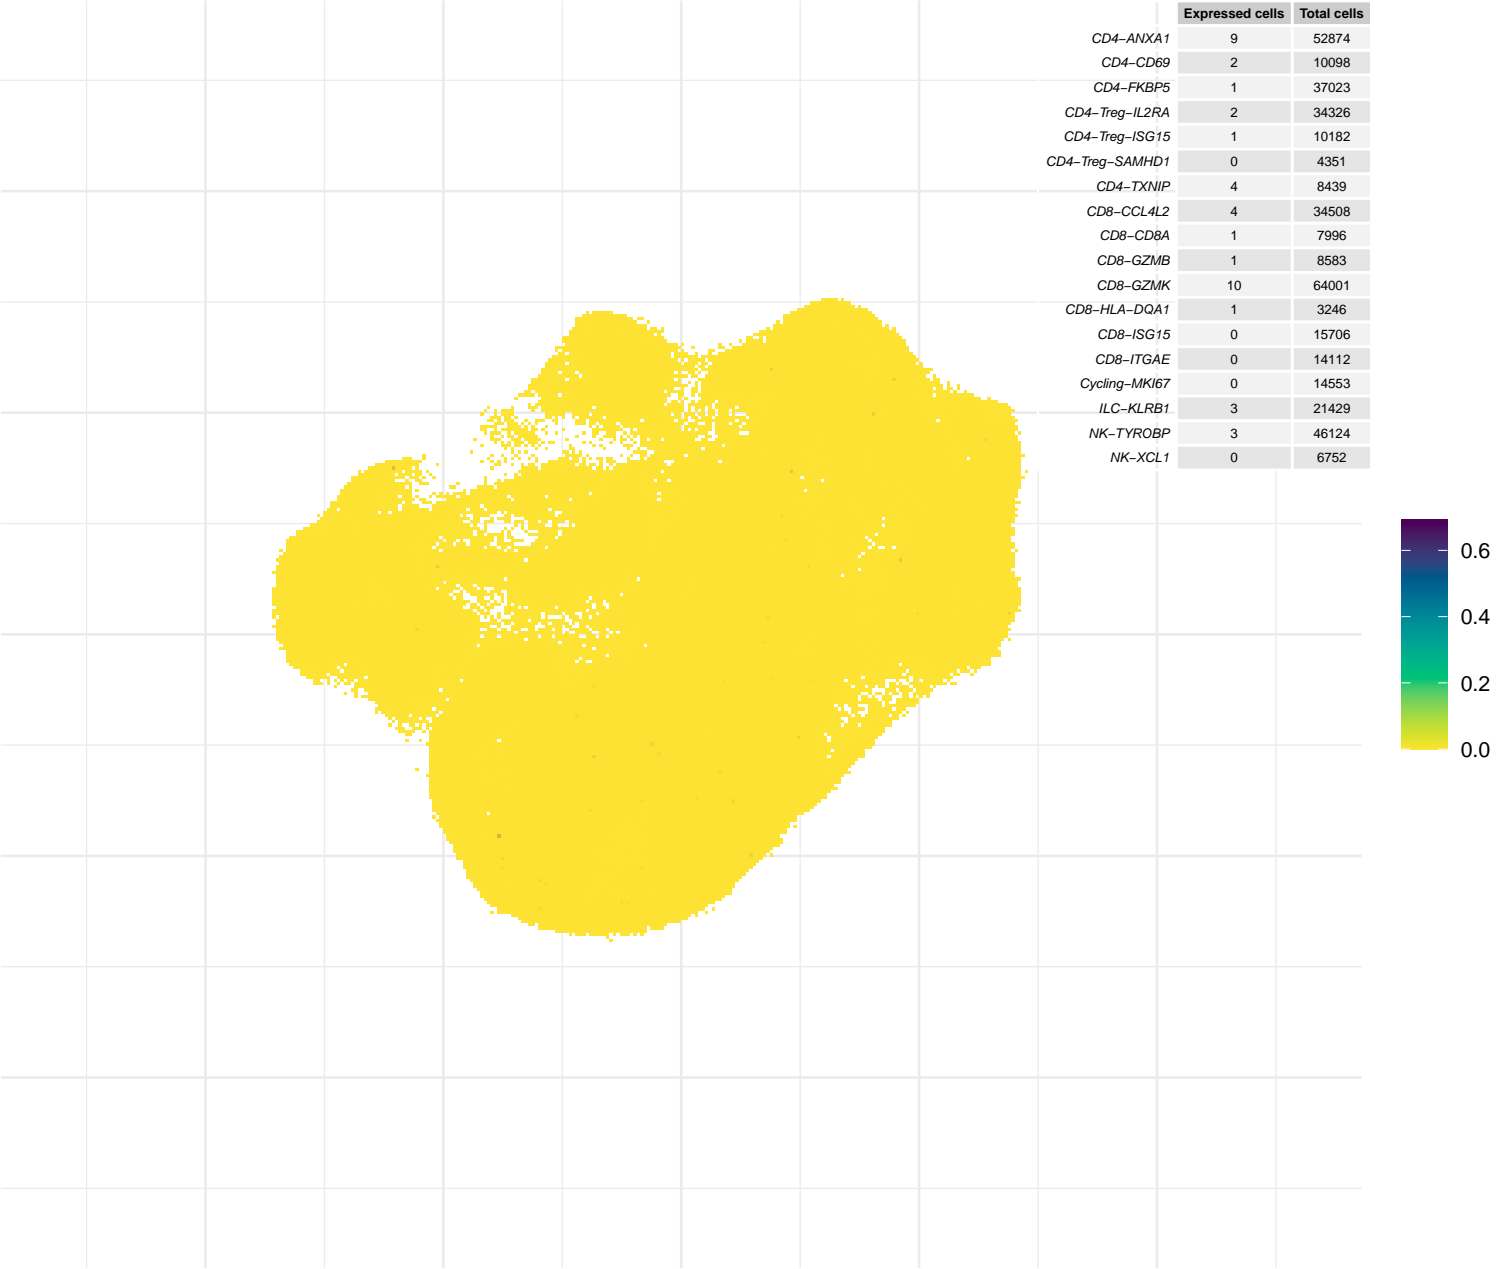 Expressed cells Total cells
CD4−ANXA1 9 52874
CD4−CD69 2 10098
CD4−FKBP5 1 37023
CD4−Treg−IL2RA 2 34326
CD4−Treg−ISG15 1 10182
CD4−Treg−SAMHD1 0 4351
CD4−TXNIP 4 8439
CD8−CCL4L2 4 34508
CD8−CD8A 1 7996
CD8−GZMB 1 8583
CD8−GZMK 10 64001
CD8−HLA−DQA1 1 3246
CD8−ISG15 0 15706
CD8−ITGAE 0 14112
Cycling−MKI67 0 14553
ILC−KLRB1 3 21429
NK−TYROBP 3 46124
NK−XCL1 0 6752
0.6
0.4
0.2
0.0